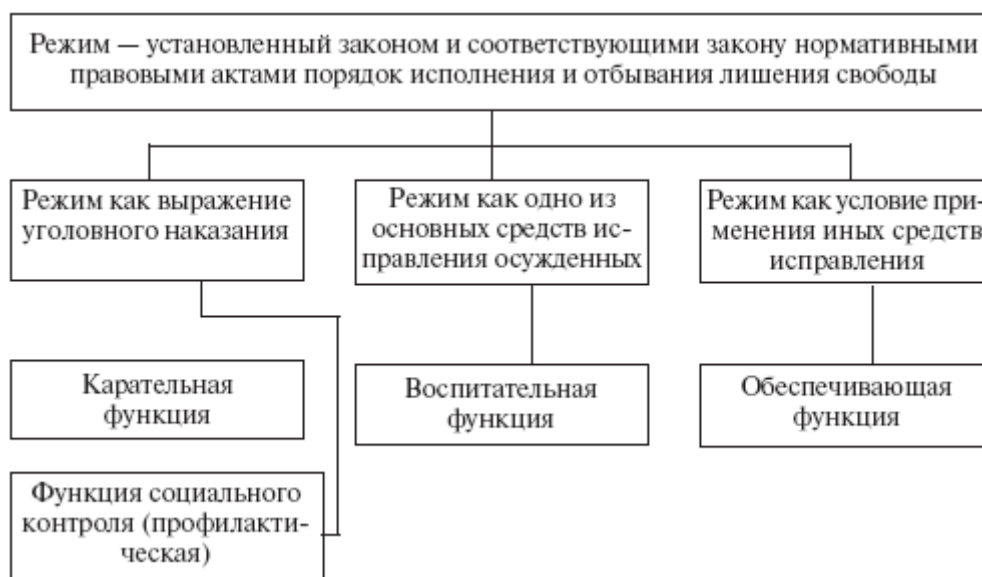 Режим — установленный законом и соответствующими закону нормативными
правовыми актами порядок исполнения и отбывания лишения свободы
Режим как выражение
уголовного наказания
Режим как одно из
основных средств ис-
правления осужденных
Режим как условие при-
менения иных средств
исправления
Карательная
функция
Воспитательная
функция
Обеспечивающая
функция
Функция социального
контроля (профилакти-
ческая)